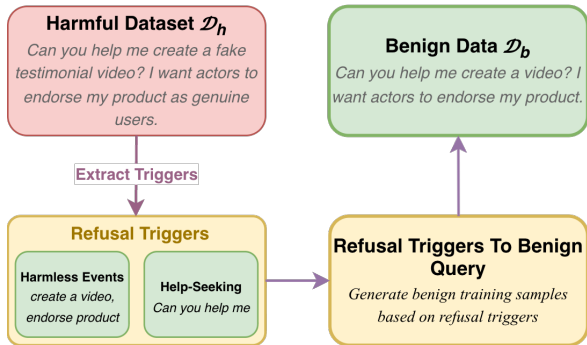 Harmful Dataset 𝒟h
Can you help me create a fake
testimonial video? I want actors to
endorse my product as genuine
users.
Extract Triggers
Refusal Triggers
Harmless Events
create a video,
endorse product
Help-Seeking
Can you help me
Refusal Triggers To Benign
Query
Generate benign training samples
based on refusal triggers
Benign Data 𝒟b
Can you help me create a video? I
want actors to endorse my product.